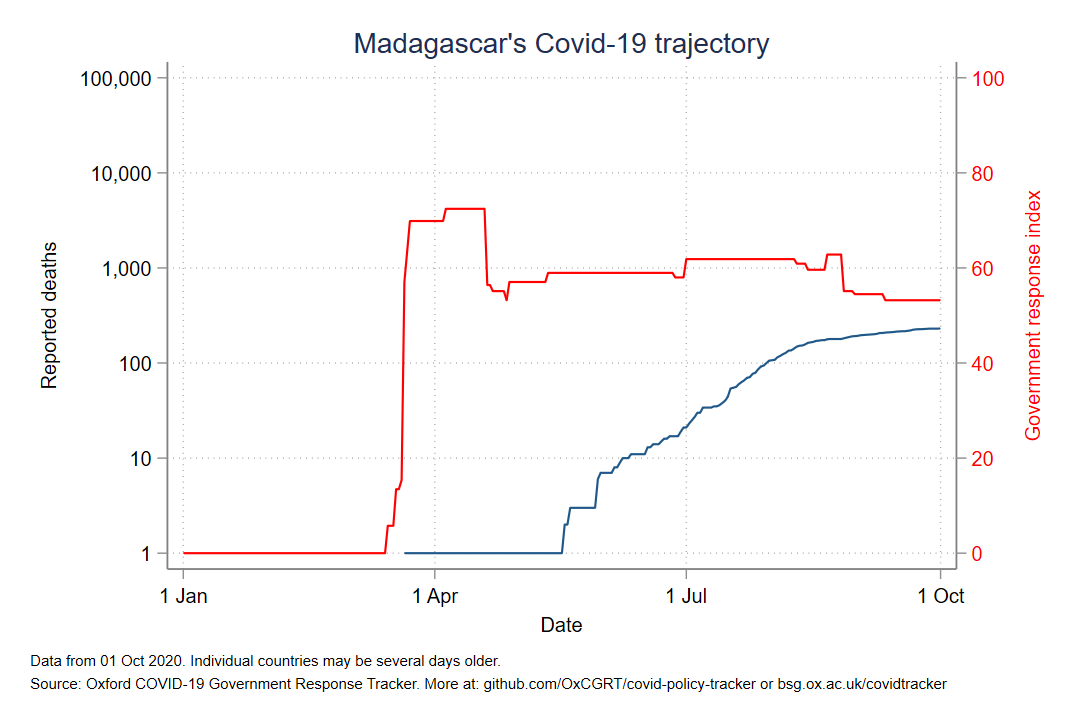 Madagascar's Covid-19 trajectory
100,000
10,000
1,000
100
10
1
Reported deaths
100
80
60
40
20
0
Government response index
1 Jan
1 Apr
1 Jul
1 Oct
Date
Data from 01 Oct 2020. Individual countries may be several days older.
Source: Oxford COVID-19 Government Response Tracker. More at: github.com/OxCGRT/covid-policy-tracker or bsg.ox.ac.uk/covidtracker